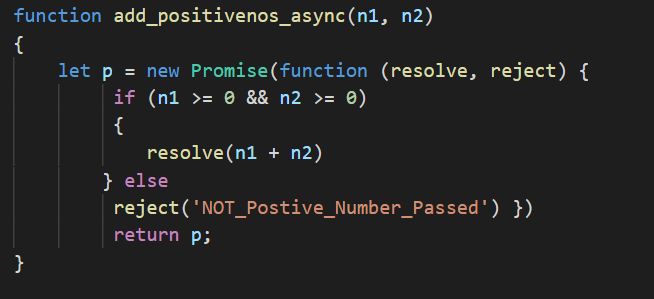 function add_positivenos_async(n1, n2)
{
    let p = new Promise(function (resolve, reject) {
        if (n1 >= 0 && n2 >= 0)
        {
           resolve(n1 + n2)
       } else
        reject('NOT_Postive_Number_Passed') })
        return p;
}